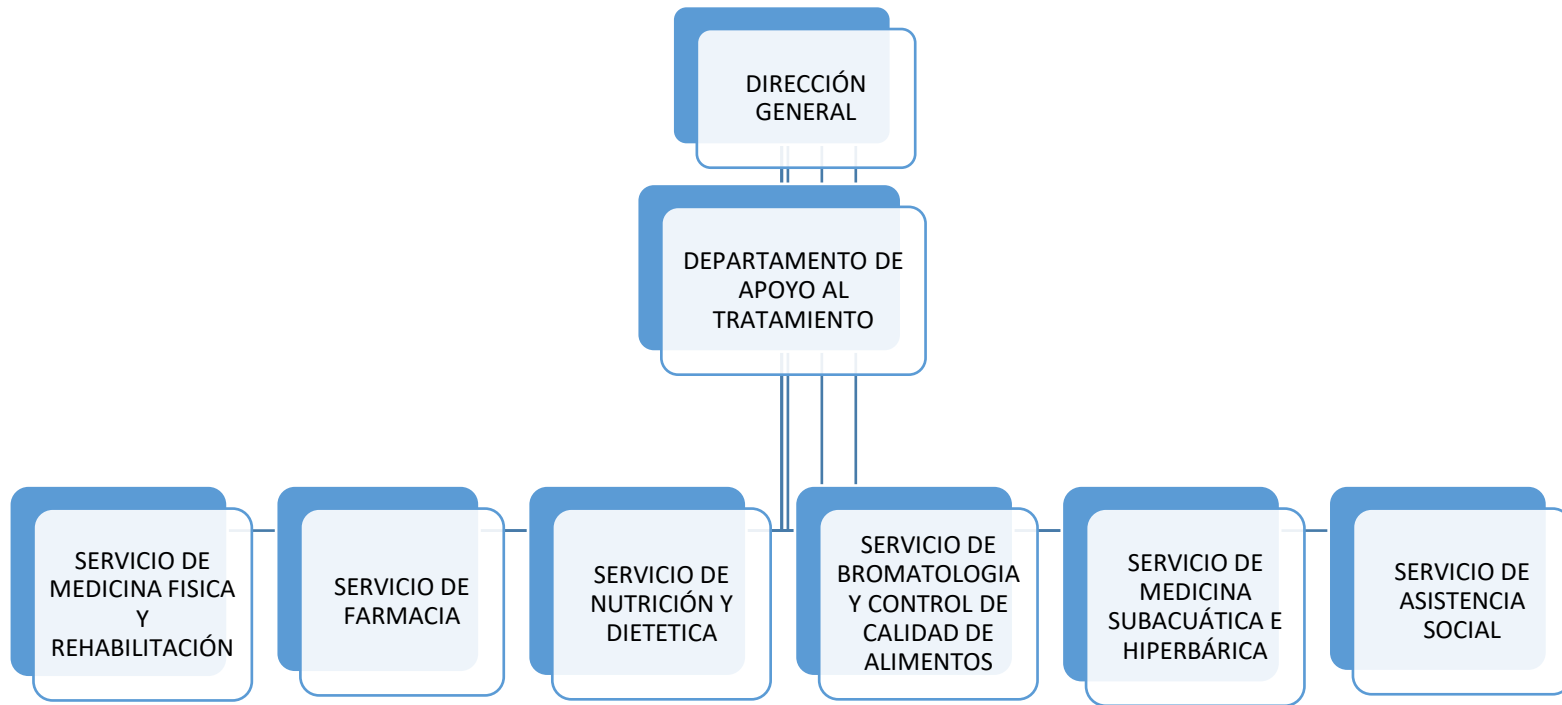 DIRECCIÓN
GENERAL
DEPARTAMENTO DE
APOYO AL
TRATAMIENTO
SERVICIO DE
MEDICINA FISICA
Y
REHABILITACIÓN
SERVICIO DE
FARMACIA
SERVICIO DE
NUTRICIÓN Y
DIETETICA
SERVICIO DE
BROMATOLOGIA
Y CONTROL DE
CALIDAD DE
ALIMENTOS
SERVICIO DE
MEDICINA
SUBACUÁTICA E
HIPERBÁRICA
SERVICIO DE
ASISTENCIA
SOCIAL